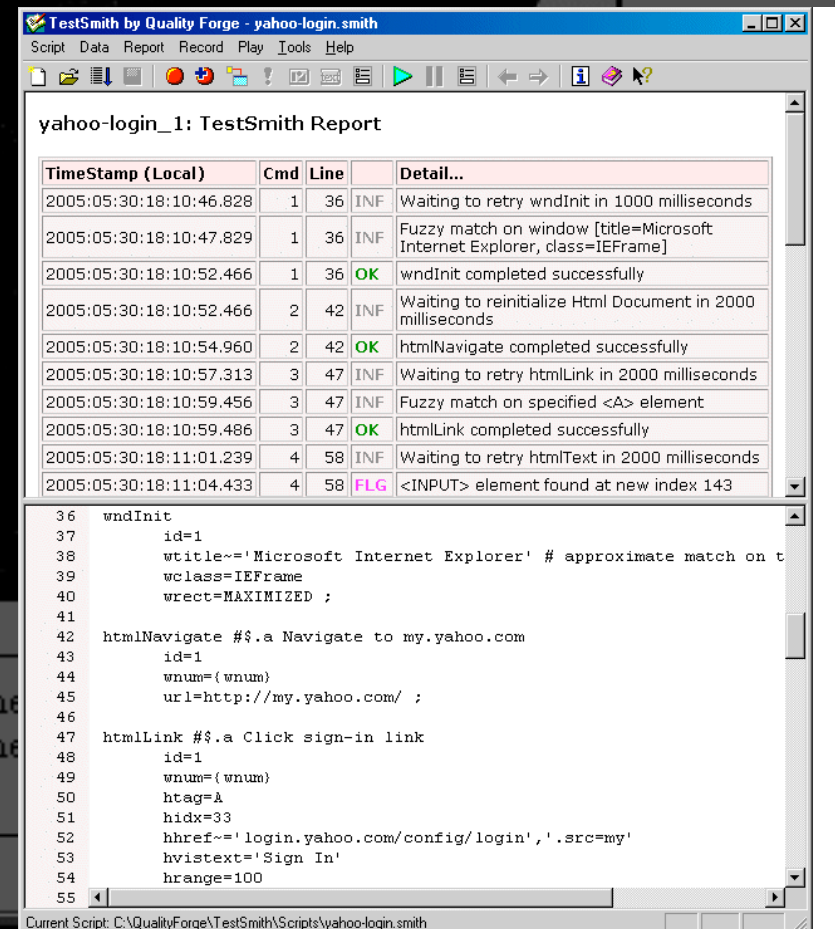 TestSmith by Quality Forge - yahoo-login.smith
Script Data Report Record Play Tools Help
yahoo-login_1: TestSmith Report
TimeStamp (Local) Cmd Line Detail...
2005:05:30:18:10:46.828 1 36 INF Waiting to retry wndInit in 1000 milliseconds
2005:05:30:18:10:47.829 1 36 INF Fuzzy match on window [title=Microsoft
Internet Explorer, class=IEFrame]
2005:05:30:18:10:52.466 1 36 OK wndInit completed successfully
2005:05:30:18:10:52.466 2 42 INF Waiting to reinitialize Html Document in 2000
milliseconds
2005:05:30:18:10:54.960 2 42 OK htmlNavigate completed successfully
2005:05:30:18:10:57.313 3 47 INF Waiting to retry htmlLink in 2000 milliseconds
2005:05:30:18:10:59.456 3 47 INF Fuzzy match on specified <A> element
2005:05:30:18:10:59.486 3 47 OK htmlLink completed successfully
2005:05:30:18:11:01.239 4 58 INF Waiting to retry htmlText in 2000 milliseconds
2005:05:30:18:11:04.433 4 58 FLG <INPUT> element found at new index 143
36 wndInit
37 id=1
38 wtitle~='Microsoft Internet Explorer' # approximate match on t
39 wclass=IEFrame
40 wrect=MAXIMIZED ;
41
42 htmlNavigate #$.a Navigate to my.yahoo.com
43 id=1
44 wnum={wnum}
45 url=http://my.yahoo.com/ ;
46
47 htmlLink #$.a Click sign-in link
48 id=1
49 wnum={wnum}
50 htag=A
51 hidx=33
52 hhref~='login.yahoo.com/config/login','.src=my'
53 hvistext='Sign In'
54 hrange=100
55
Current Script: C:\QualityForge\TestSmith\Scripts\yahoo-login.smith